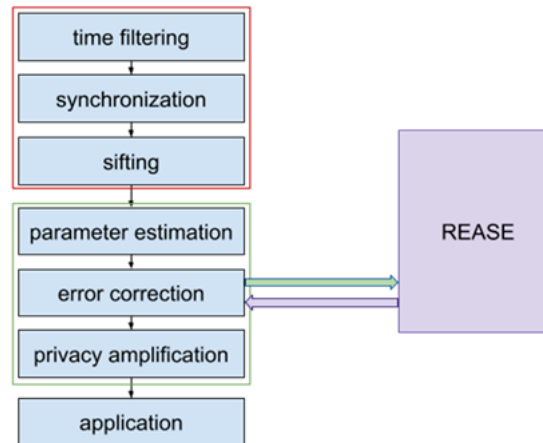 time filtering
synchronization
sifting
parameter estimation
REASE
error correction
privacy amplification
application